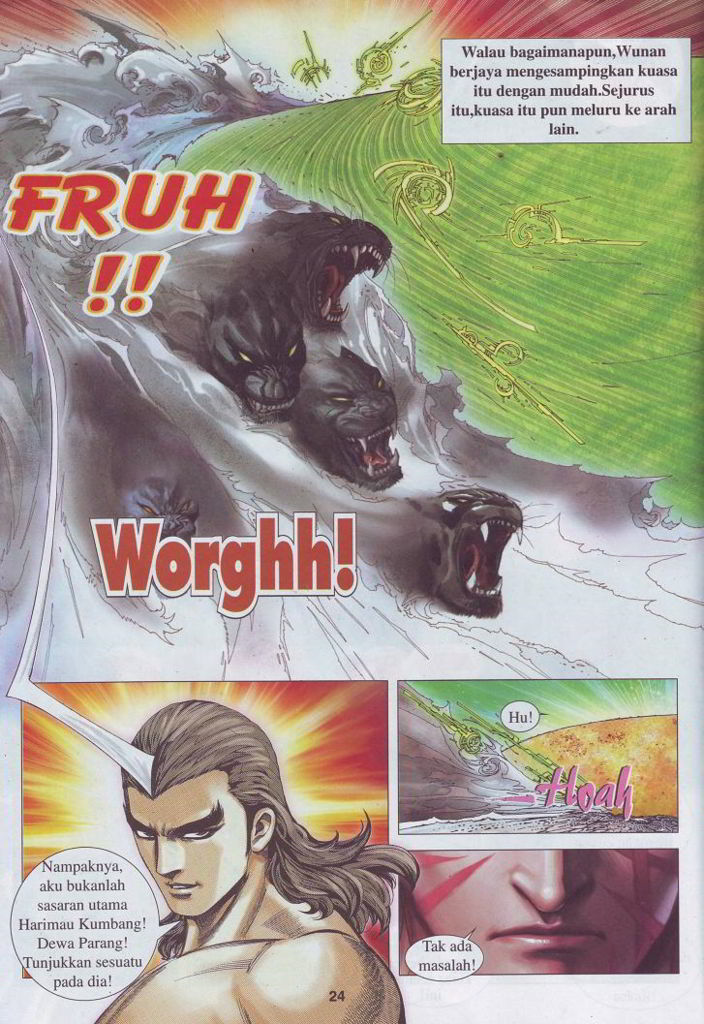 Walau bagaimanapun,Wunan
berjaya mengesampingkan kuasa
itu dengan mudah.Sejurus
itu,kuasa itu pun meluru ke arah
lain.
FRUH
!!
Worghh!
Hu!
Hoah
Nampaknya,
aku bukanlah
sasaran utama
Harimau Kumbang!
Dewa Parang!
Tunjukkan sesuatu
pada dia!
Tak ada
masalah!
24